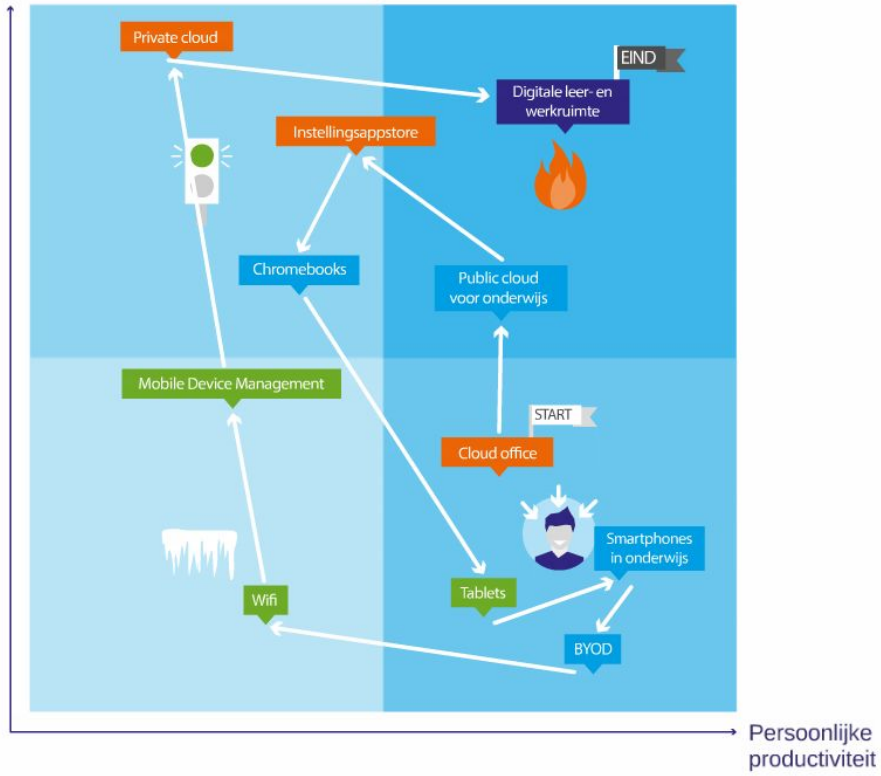 Private cloud
EIND
Digitale leer- en
werkruimte
Instellingsappstore
Chromebooks
Public cloud
voor onderwijs
Mobile Device Management
START
Cloud office
Smartphones
in onderwijs
Tablets
Wifi
BYOD
Persoonlijke
productiviteit